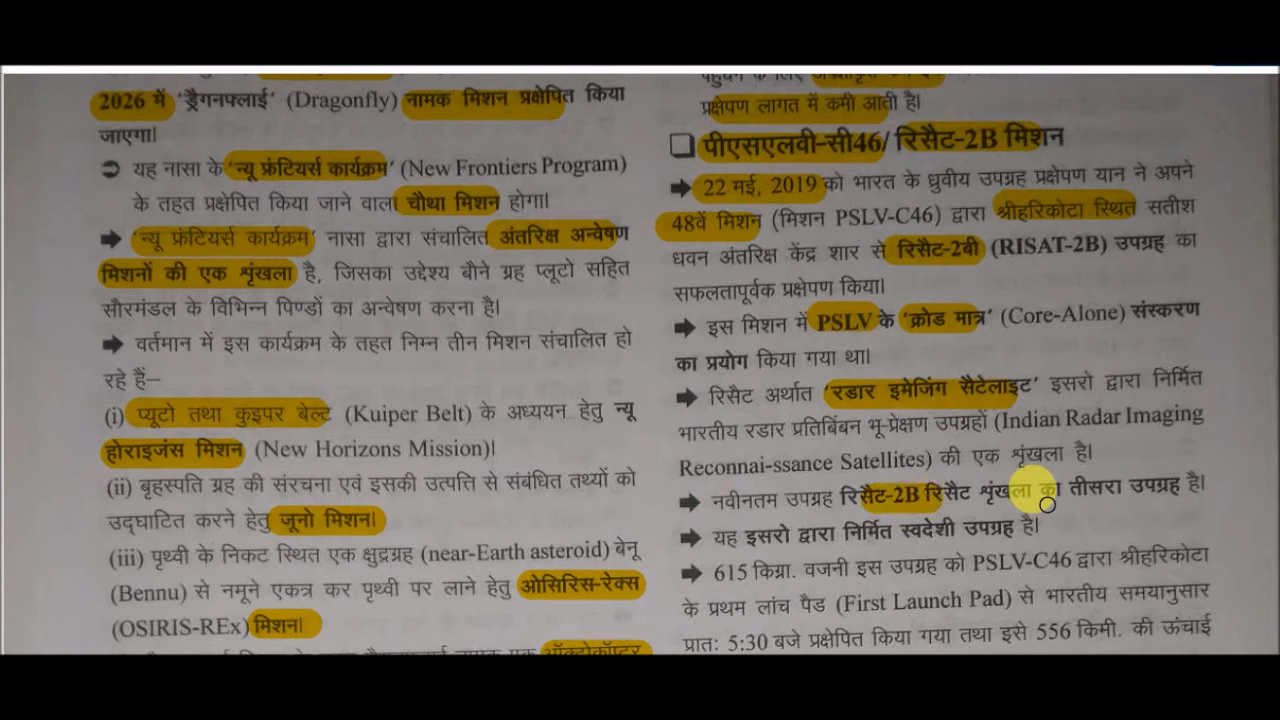 2026 में 'ड्रैगनफ्लाई' (Dragonfly) नामक मिशन प्रक्षेपित किया
जाएगा।
➲ यह नासा के 'न्यू फ्रंटियर्स कार्यक्रम' (New Frontiers Program)
के तहत प्रक्षेपित किया जाने वाला चौथा मिशन होगा।
➡ 'न्यू फ्रंटियर्स कार्यक्रम' नासा द्वारा संचालित अंतरिक्ष अन्वेषण
मिशनों की एक शृंखला है, जिसका उद्देश्य बौने ग्रह प्लूटो सहित
सौरमंडल के विभिन्न पिण्डों का अन्वेषण करना है।
➡ वर्तमान में इस कार्यक्रम के तहत निम्न तीन मिशन संचालित हो
रहे हैं–
(i) प्यूटो तथा कुइपर बेल्ट (Kuiper Belt) के अध्ययन हेतु न्यू
होराइजंस मिशन (New Horizons Mission)।
(ii) बृहस्पति ग्रह की संरचना एवं इसकी उत्पत्ति से संबंधित तथ्यों को
उद्घाटित करने हेतु जूनो मिशन।
(iii) पृथ्वी के निकट स्थित एक क्षुद्रग्रह (near-Earth asteroid) बेनू
(Bennu) से नमूने एकत्र कर पृथ्वी पर लाने हेतु ओसिरिस-रेक्स
(OSIRIS-REx) मिशन।
ऑक्टोकॉप्टर
पहुंचने के लिए
प्रक्षेपण लागत में कमी आती है।
❑ पीएसएलवी-सी46/ रिसैट-2B मिशन
➡ 22 मई, 2019 को भारत के ध्रुवीय उपग्रह प्रक्षेपण यान ने अपने
48वें मिशन (मिशन PSLV-C46) द्वारा श्रीहरिकोटा स्थित सतीश
धवन अंतरिक्ष केंद्र शार से रिसैट-2बी (RISAT-2B) उपग्रह का
सफलतापूर्वक प्रक्षेपण किया।
➡ इस मिशन में PSLV के 'क्रोड मात्र' (Core-Alone) संस्करण
का प्रयोग किया गया था।
➡ रिसैट अर्थात 'रडार इमेजिंग सैटेलाइट' इसरो द्वारा निर्मित
भारतीय रडार प्रतिबिंबन भू-प्रेक्षण उपग्रहों (Indian Radar Imaging
Reconnai-ssance Satellites) की एक शृंखला है।
➡ नवीनतम उपग्रह रिसैट-2B रिसैट शृंखला का तीसरा उपग्रह है।
➡ यह इसरो द्वारा निर्मित स्वदेशी उपग्रह है।
➡ 615 किग्रा. वजनी इस उपग्रह को PSLV-C46 द्वारा श्रीहरिकोटा
के प्रथम लांच पैड (First Launch Pad) से भारतीय समयानुसार
प्रात: 5:30 बजे प्रक्षेपित किया गया तथा इसे 556 किमी. की ऊंचाई